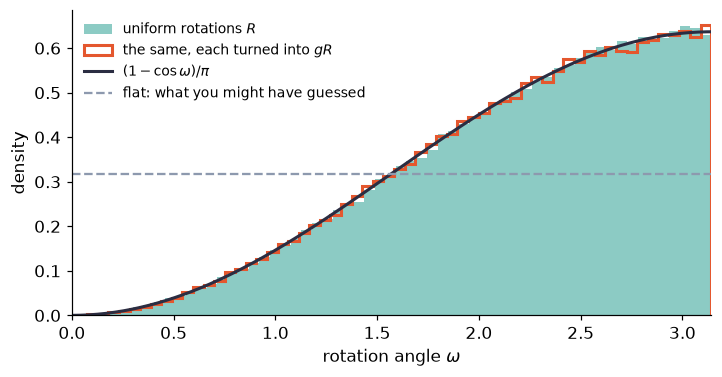 uniform rotations R
the same, each turned into gR
(1 − cos ω)/π
flat: what you might have guessed
density
0.6
0.5
0.4
0.3
0.2
0.1
0.0
0.0 0.5 1.0 1.5 2.0 2.5 3.0
rotation angle ω